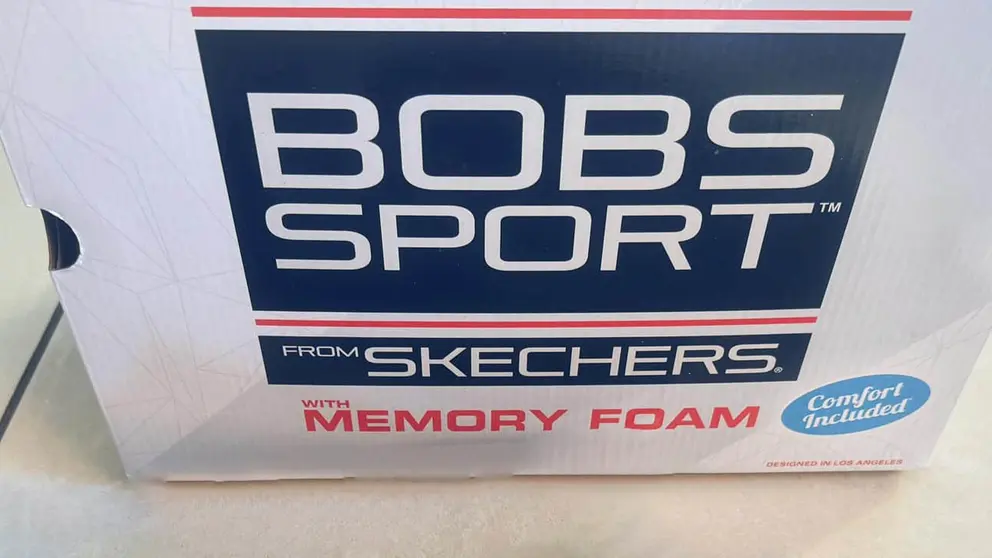 BOBS
SPORT™
FROM SKECHERS®
WITH
MEMORY FOAM
Comfort
Included
DESIGNED IN LOS ANGELES